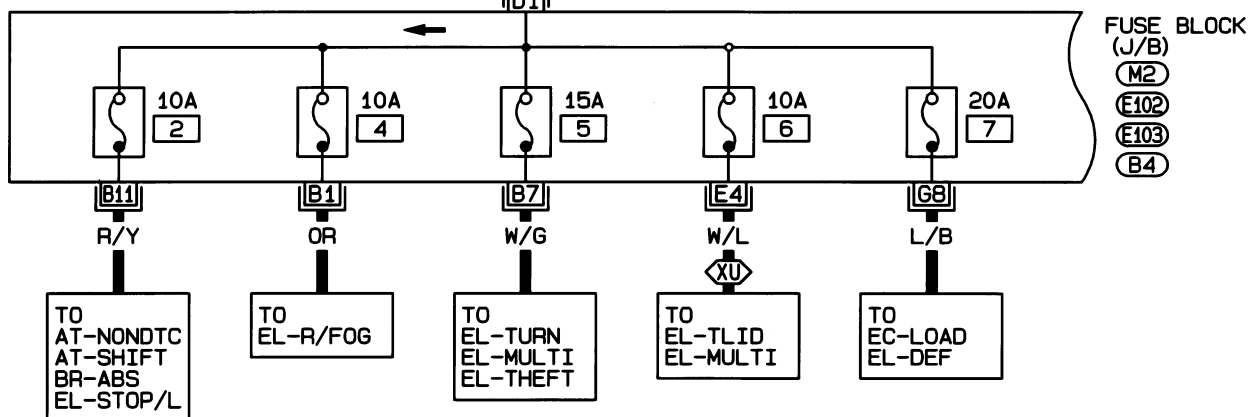 D1
FUSE BLOCK
(J/B)
M2
E102
E103
B4
10A
2
10A
4
15A
5
10A
6
20A
7
B11
B1
B7
E4
G8
R/Y
OR
W/G
W/L
L/B
XU
TO
AT-NONDTC
AT-SHIFT
BR-ABS
EL-STOP/L
TO
EL-R/FOG
TO
EL-TURN
EL-MULTI
EL-THEFT
TO
EL-TLID
EL-MULTI
TO
EC-LOAD
EL-DEF